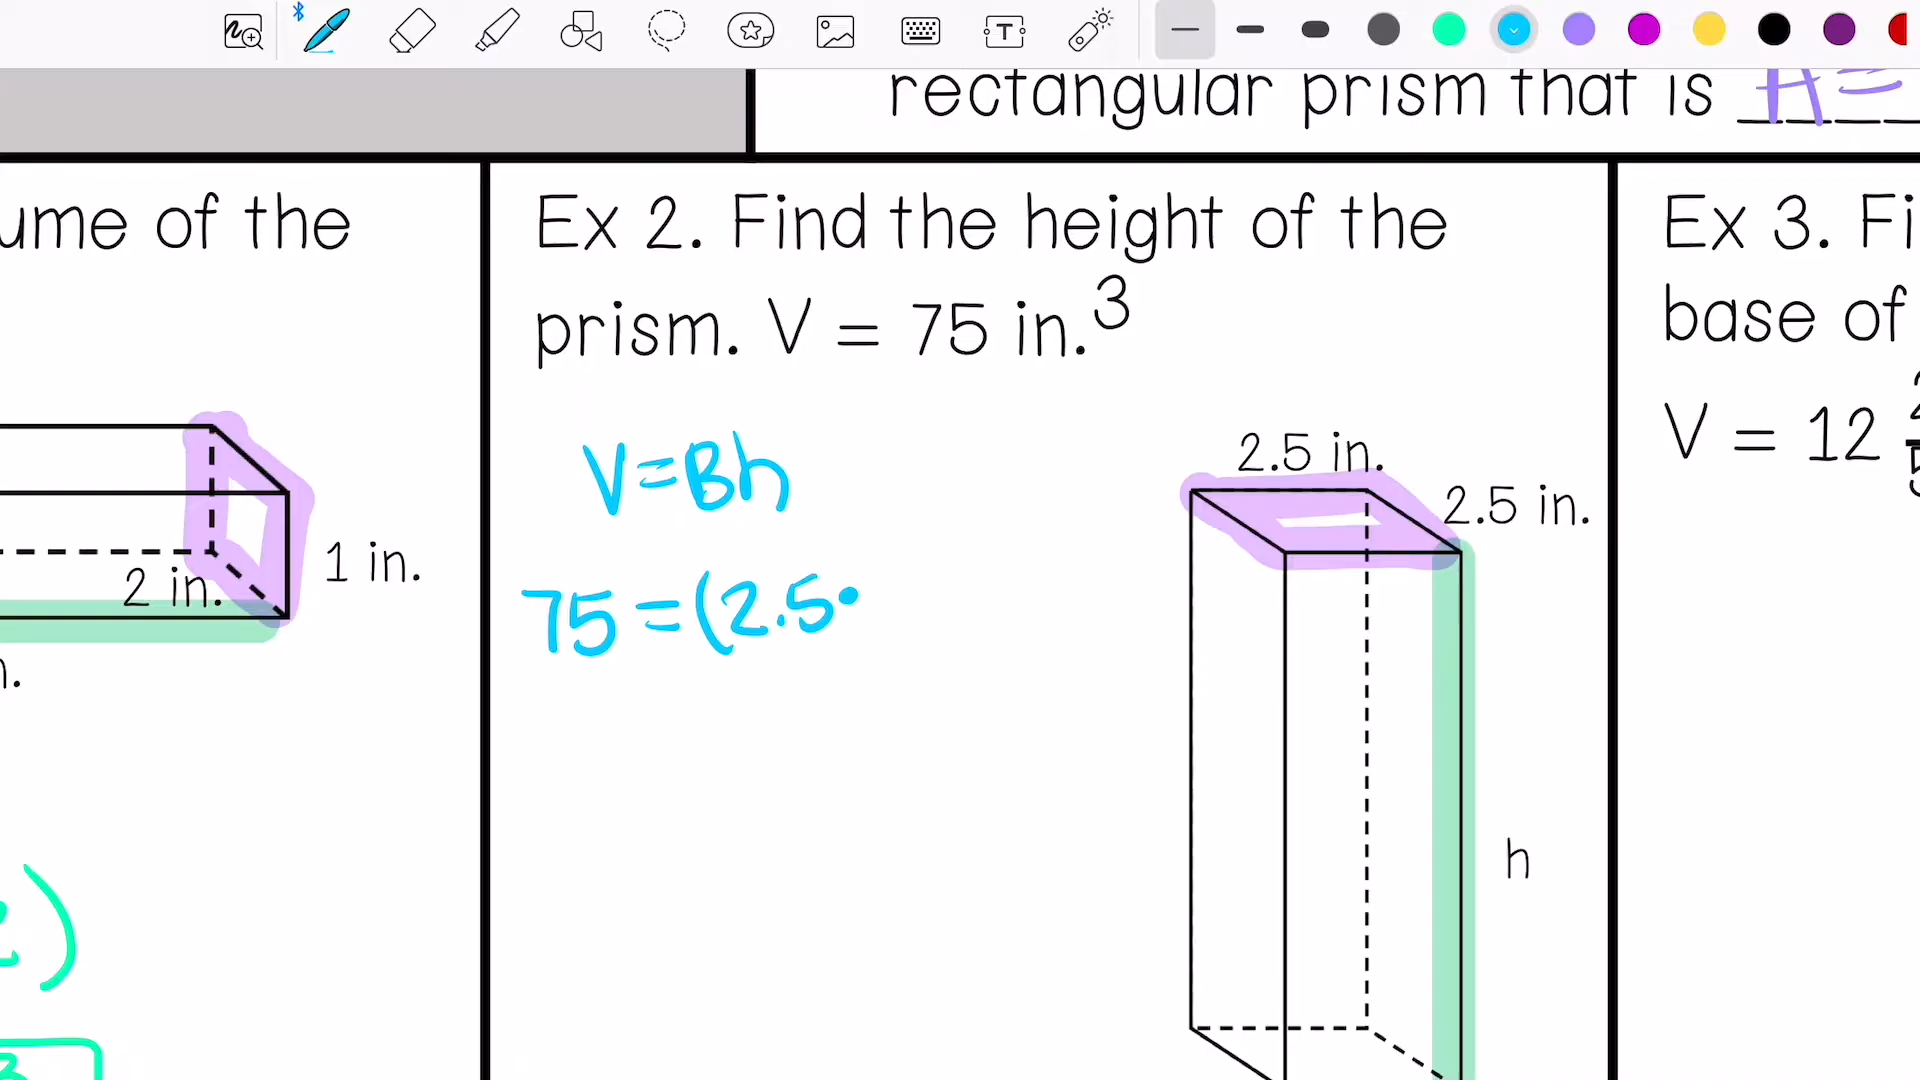 rectangular prism that is A=
ume of the
2 in.
1 in.
Ex 2. Find the height of the
prism. V = 75 in.³
V=Bh
75=(2.5•
2.5 in.
2.5 in.
h
Ex 3. Fi
base of
V = 12